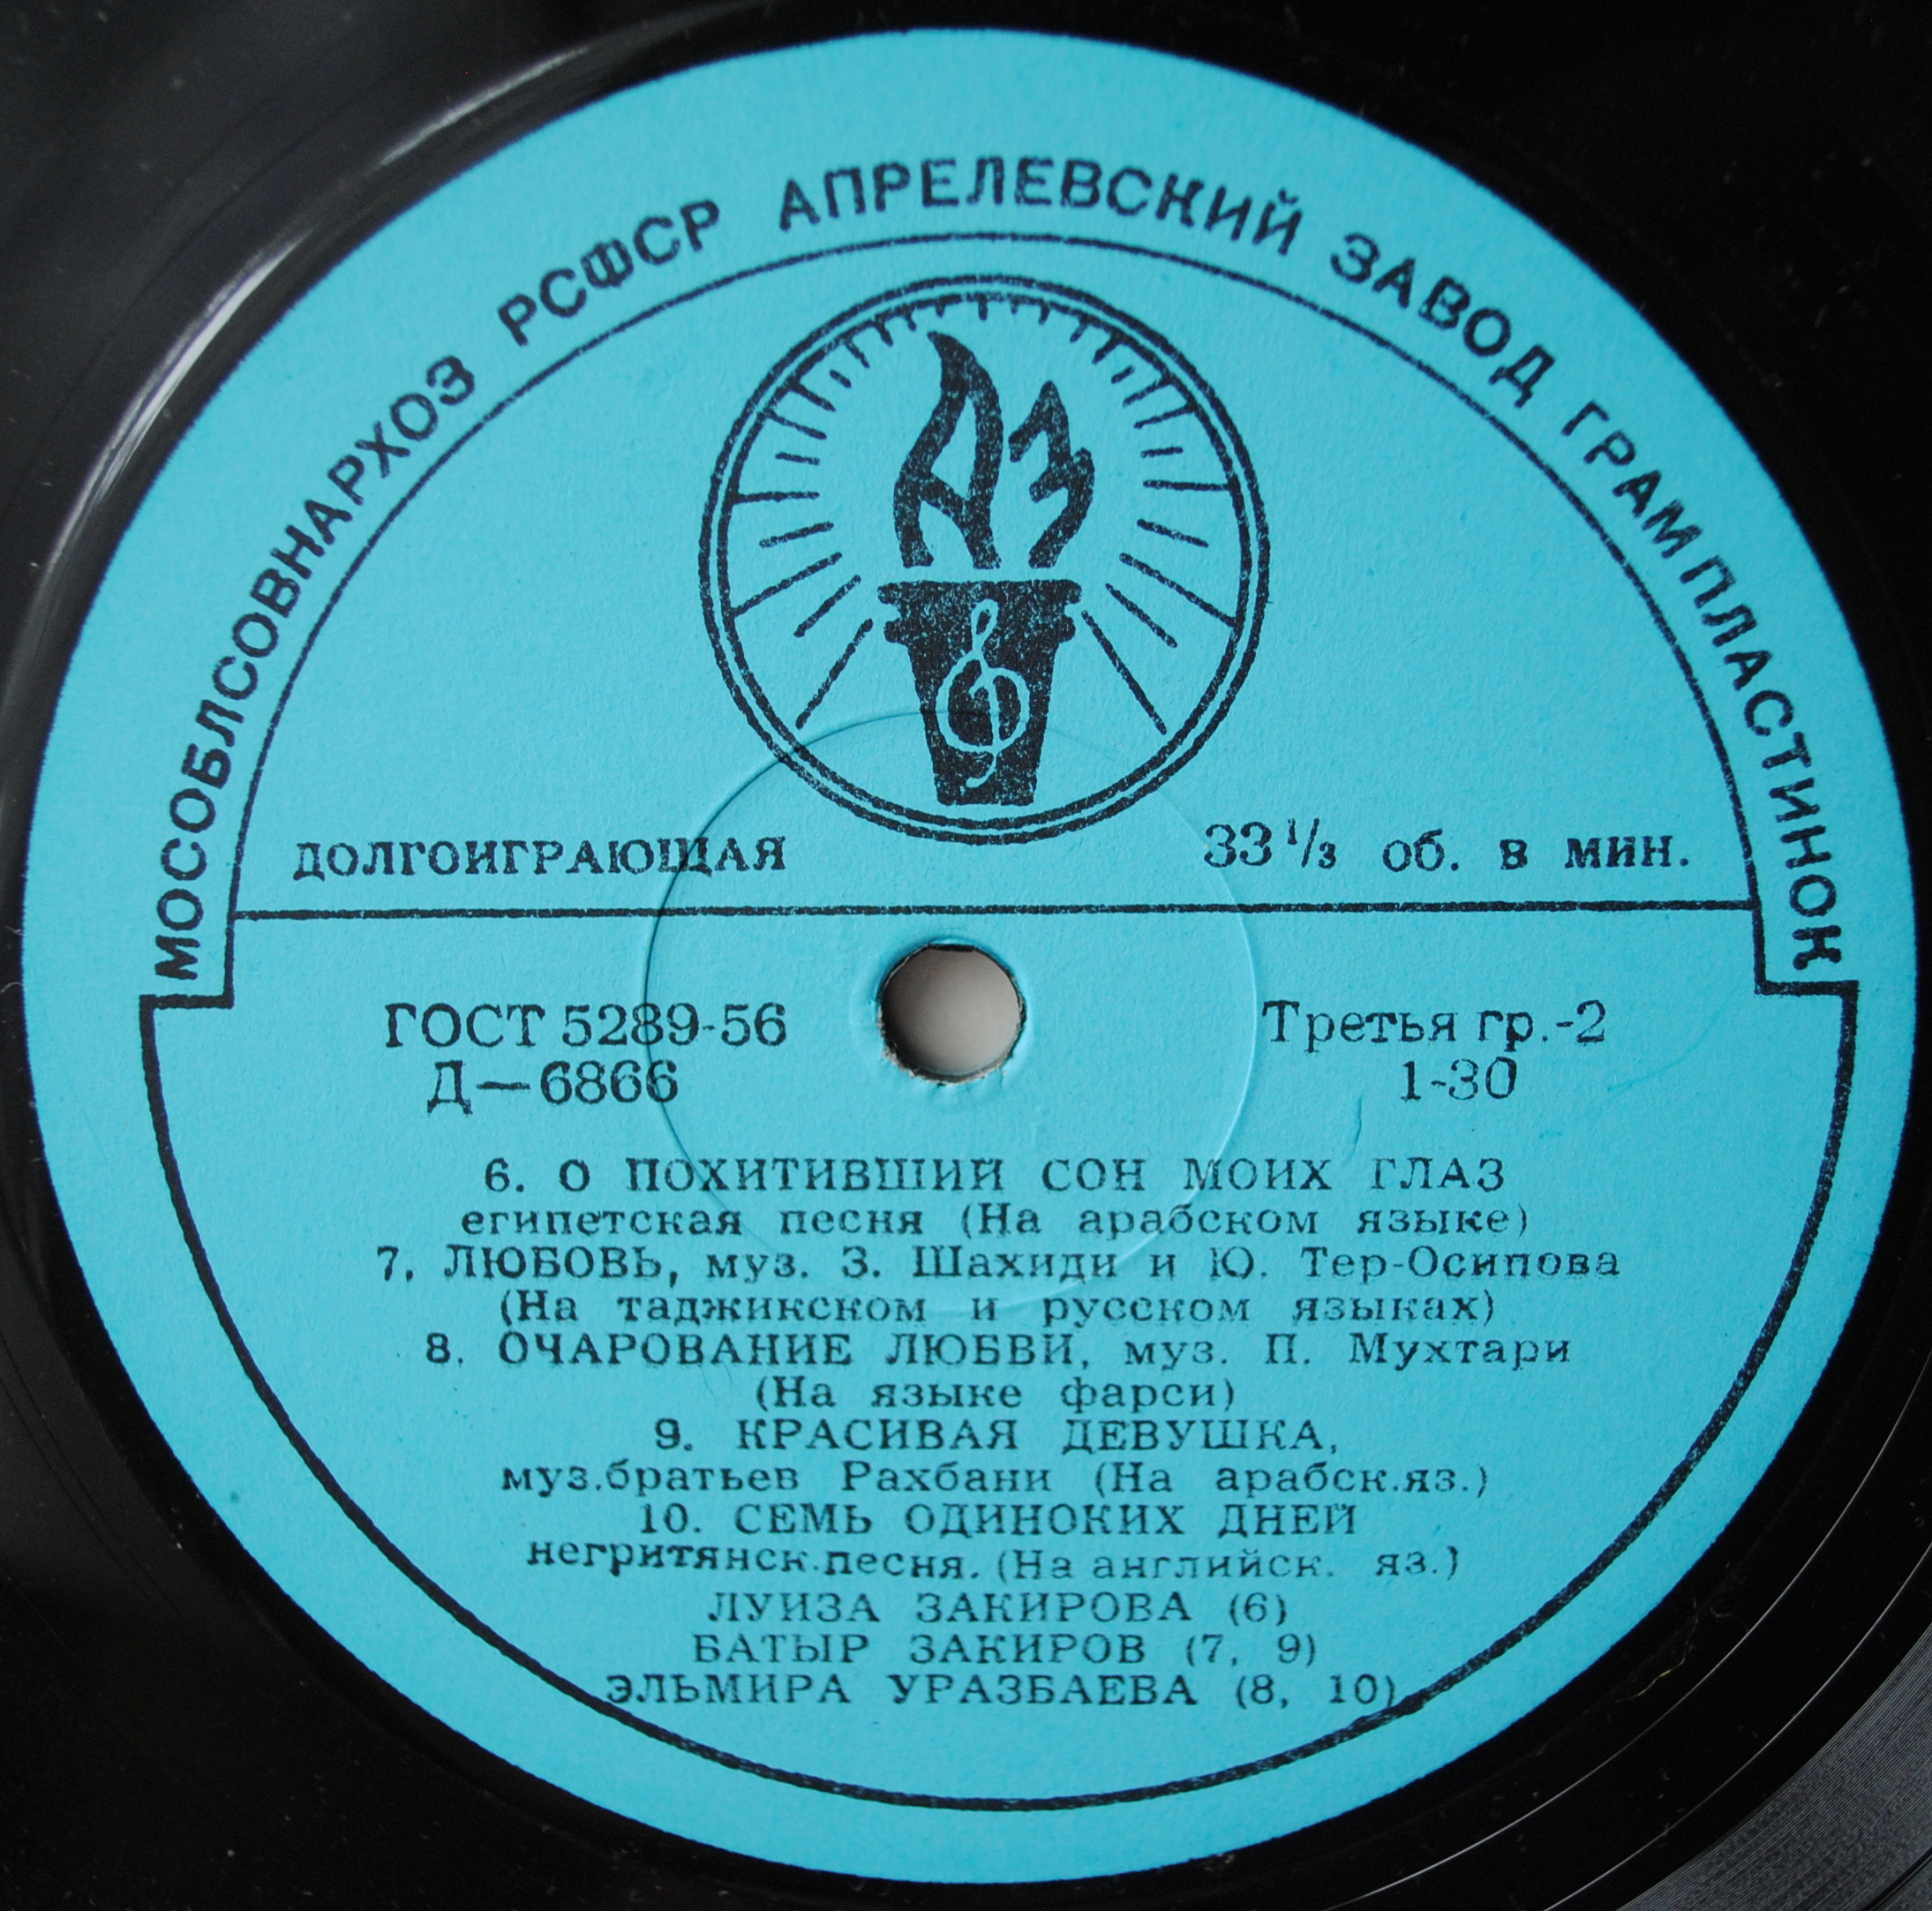 МОСОБЛСОВНАРХОЗ РСФСР АПРЕЛЕВСКИЙ ЗАВОД ГРАМПЛАСТИНОК
АЗ
ДОЛГОИГРАЮЩАЯ 33 1/3 об. в мин.
ГОСТ 5289-56 Третья гр.-2
Д—6866 1-30
6. О ПОХИТИВШИЙ СОН МОИХ ГЛАЗ
египетская песня (На арабском языке)
7. ЛЮБОВЬ, муз. З. Шахиди и Ю. Тер-Осипова
(На таджикском и русском языках)
8. ОЧАРОВАНИЕ ЛЮБВИ, муз. П. Мухтари
(На языке фарси)
9. КРАСИВАЯ ДЕВУШКА,
муз.братьев Рахбани (На арабск.яз.)
10. СЕМЬ ОДИНОКИХ ДНЕЙ
негритянск.песня. (На английск. яз.)
ЛУИЗА ЗАКИРОВА (6)
БАТЫР ЗАКИРОВ (7, 9)
ЭЛЬМИРА УРАЗБАЕВА (8, 10)